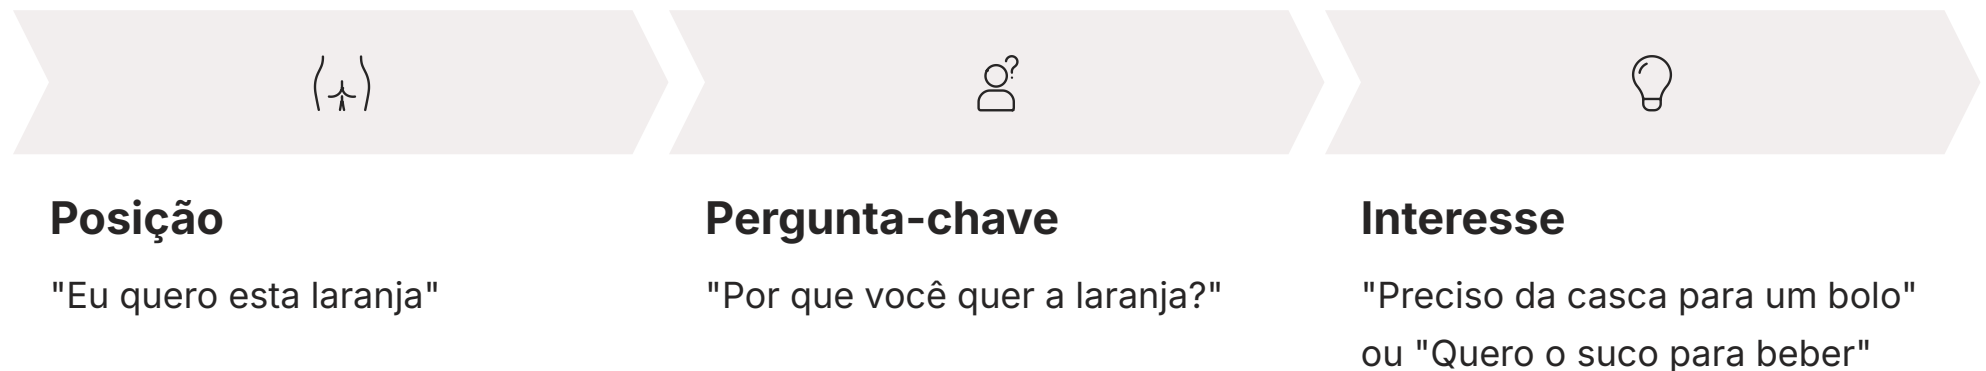 Posição
"Eu quero esta laranja"
Pergunta-chave
"Por que você quer a laranja?"
Interesse
"Preciso da casca para um bolo"
ou "Quero o suco para beber"